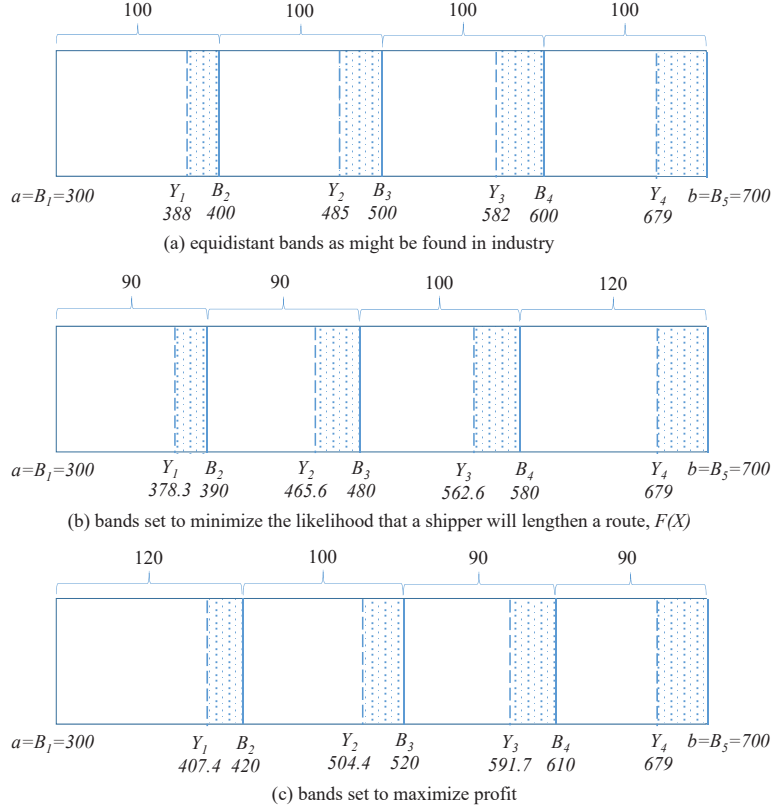 100 100 100 100
a=B₁=300 Y₁ B₂ Y₂ B₃ Y₃ B₄ Y₄ b=B₅=700
388 400 485 500 582 600 679
(a) equidistant bands as might be found in industry
90 90 100 120
a=B₁=300 Y₁ B₂ Y₂ B₃ Y₃ B₄ Y₄ b=B₅=700
378.3 390 465.6 480 562.6 580 679
(b) bands set to minimize the likelihood that a shipper will lengthen a route, F(X)
120 100 90 90
a=B₁=300 Y₁ B₂ Y₂ B₃ Y₃ B₄ Y₄ b=B₅=700
407.4 420 504.4 520 591.7 610 679
(c) bands set to maximize profit